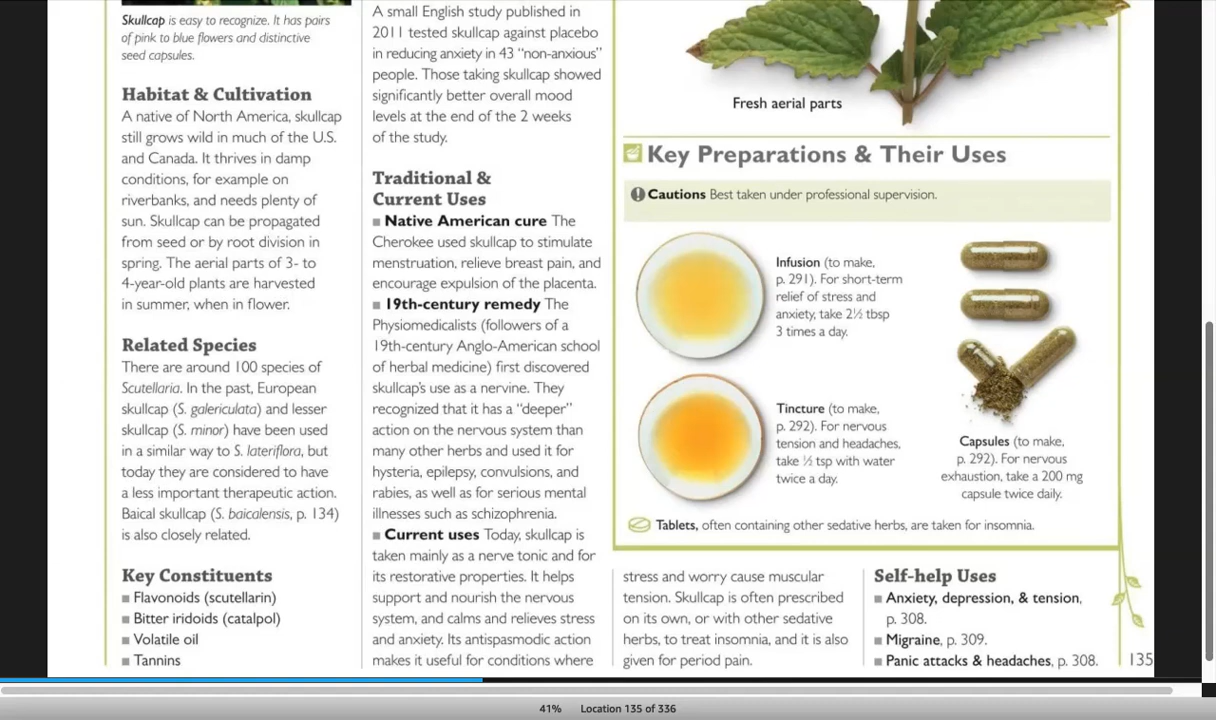 Skullcap is easy to recognize. It has pairs
of pink to blue flowers and distinctive
seed capsules.
Habitat & Cultivation
A native of North America, skullcap
still grows wild in much of the U.S.
and Canada. It thrives in damp
conditions, for example on
riverbanks, and needs plenty of
sun. Skullcap can be propagated
from seed or by root division in
spring. The aerial parts of 3- to
4-year-old plants are harvested
in summer, when in flower.
Related Species
There are around 100 species of
Scutellaria. In the past, European
skullcap (S. galericulata) and lesser
skullcap (S. minor) have been used
in a similar way to S. lateriflora, but
today they are considered to have
a less important therapeutic action.
Baical skullcap (S. baicalensis, p. 134)
is also closely related.
Key Constituents
■ Flavonoids (scutellarin)
■ Bitter iridoids (catalpol)
■ Volatile oil
■ Tannins
A small English study published in
2011 tested skullcap against placebo
in reducing anxiety in 43 “non-anxious”
people. Those taking skullcap showed
significantly better overall mood
levels at the end of the 2 weeks
of the study.
Traditional &
Current Uses
■ Native American cure The
Cherokee used skullcap to stimulate
menstruation, relieve breast pain, and
encourage expulsion of the placenta.
■ 19th-century remedy The
Physiomedicalists (followers of a
19th-century Anglo-American school
of herbal medicine) first discovered
skullcap’s use as a nervine. They
recognized that it has a “deeper”
action on the nervous system than
many other herbs and used it for
hysteria, epilepsy, convulsions, and
rabies, as well as for serious mental
illnesses such as schizophrenia.
■ Current uses Today, skullcap is
taken mainly as a nerve tonic and for
its restorative properties. It helps
support and nourish the nervous
system, and calms and relieves stress
and anxiety. Its antispasmodic action
makes it useful for conditions where
Fresh aerial parts
Key Preparations & Their Uses
Cautions Best taken under professional supervision.
Infusion (to make,
p. 291). For short-term
relief of stress and
anxiety, take 2½ tbsp
3 times a day.
Tincture (to make,
p. 292). For nervous
tension and headaches,
take ½ tsp with water
twice a day.
Capsules (to make,
p. 292). For nervous
exhaustion, take a 200 mg
capsule twice daily.
Tablets, often containing other sedative herbs, are taken for insomnia.
stress and worry cause muscular
tension. Skullcap is often prescribed
on its own, or with other sedative
herbs, to treat insomnia, and it is also
given for period pain.
Self-help Uses
■ Anxiety, depression, & tension,
p. 308.
■ Migraine, p. 309.
■ Panic attacks & headaches, p. 308.
135
41% Location 135 of 336